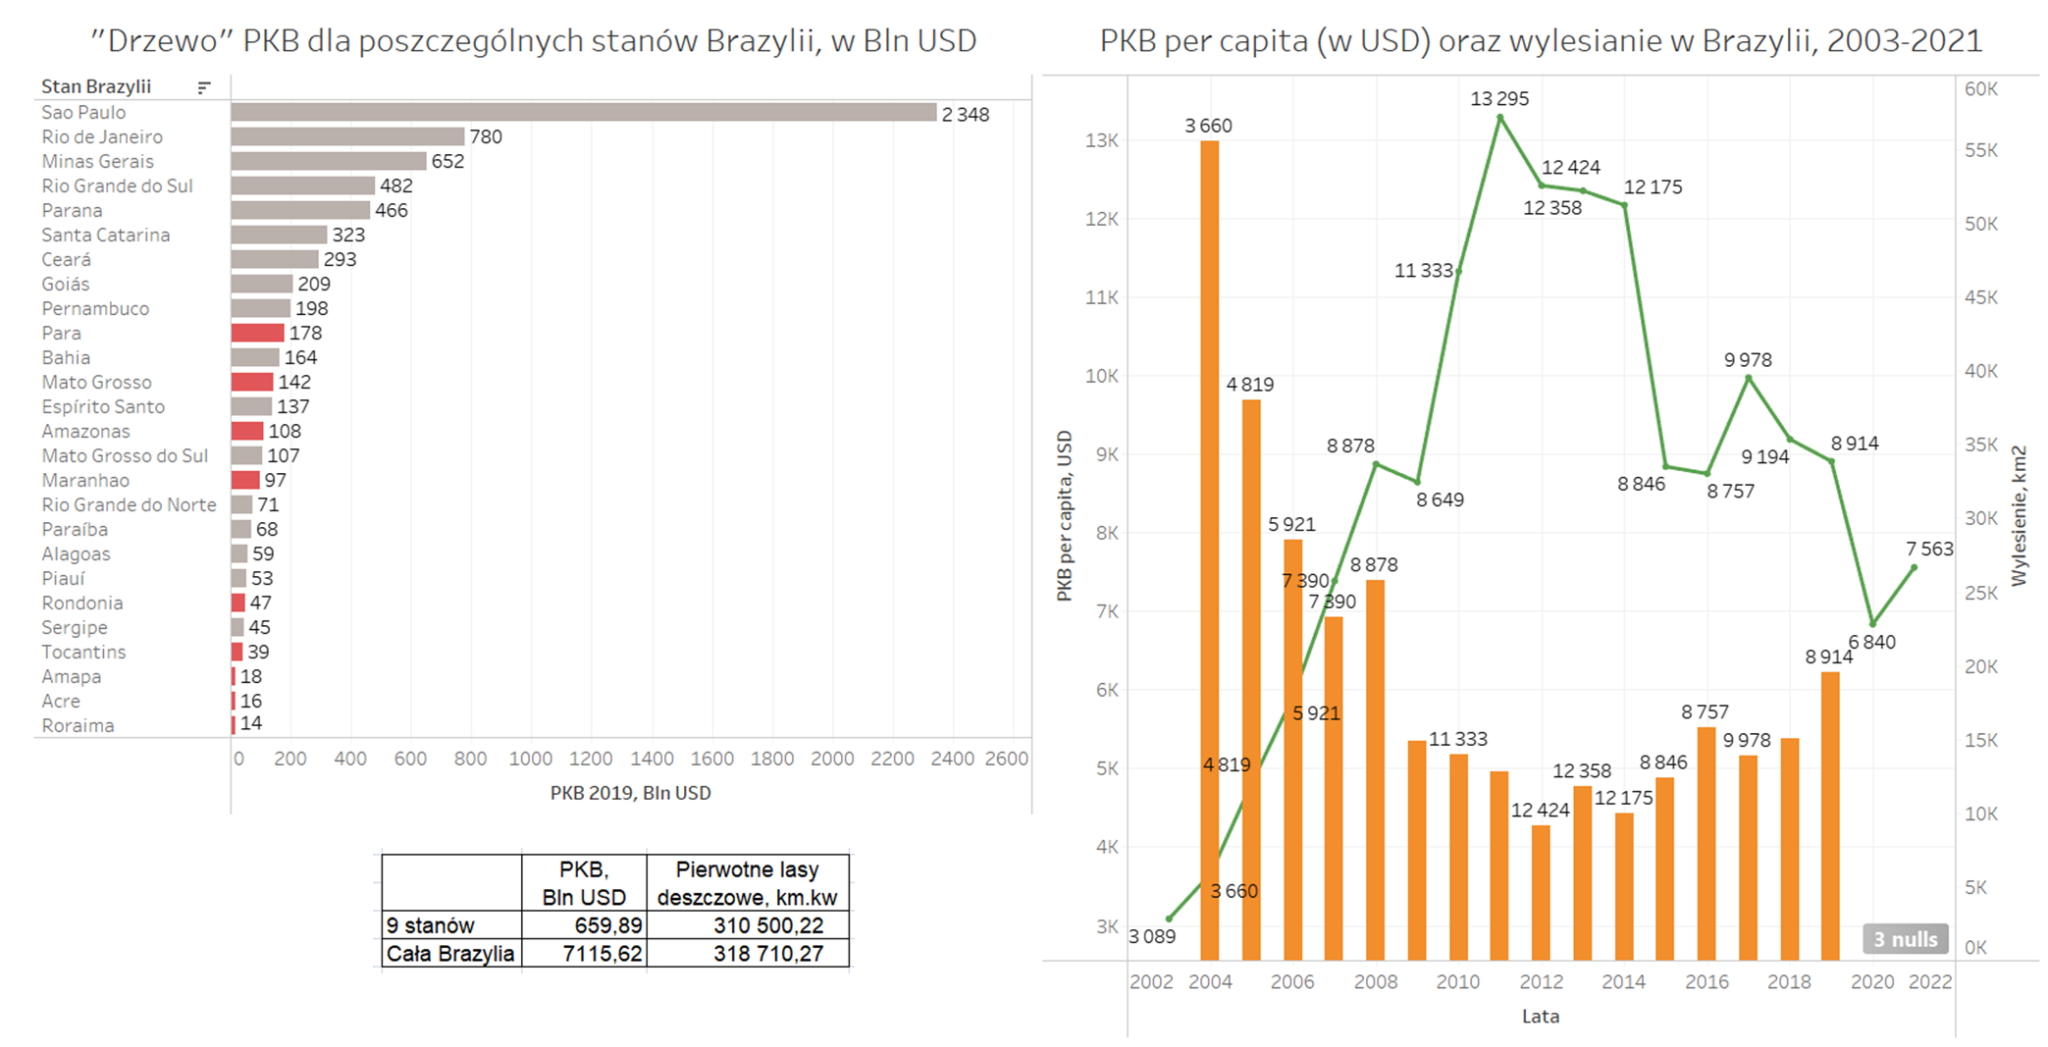 "Drzewo" PKB dla poszczególnych stanów Brazylii, w Bln USD
Stan Brazylii
Sao Paulo 2 348
Rio de Janeiro 780
Minas Gerais 652
Rio Grande do Sul 482
Parana 466
Santa Catarina 323
Ceará 293
Goiás 209
Pernambuco 198
Para 178
Bahia 164
Mato Grosso 142
Espírito Santo 137
Amazonas 108
Mato Grosso do Sul 107
Maranhao 97
Rio Grande do Norte 71
Paraíba 68
Alagoas 59
Piauí 53
Rondonia 47
Sergipe 45
Tocantins 39
Amapa 18
Acre 16
Roraima 14
0 200 400 600 800 1000 1200 1400 1600 1800 2000 2200 2400 2600
PKB 2019, Bln USD
PKB, Bln USD
Pierwotne lasy deszczowe, km.kw
9 stanów 659,89 310 500,22
Cała Brazylia 7115,62 318 710,27
PKB per capita (w USD) oraz wylesianie w Brazylii, 2003-2021
PKB per capita, USD
13K
12K
11K
10K
9K
8K
7K
6K
5K
4K
3K
3 089
3 660
4 819
5 921
7 390
8 878
8 649
11 333
13 295
12 424
12 358
12 175
8 846
8 757
9 978
9 194
8 914
6 840
7 563
3 660
4 819
5 921
7 390
8 878
11 333
12 424
12 358
12 175
8 846
8 757
9 978
8 914
60K
55K
50K
45K
40K
35K
30K
25K
20K
15K
10K
5K
0K
Wylesienie, km2
3 nulls
2002 2004 2006 2008 2010 2012 2014 2016 2018 2020 2022
Lata